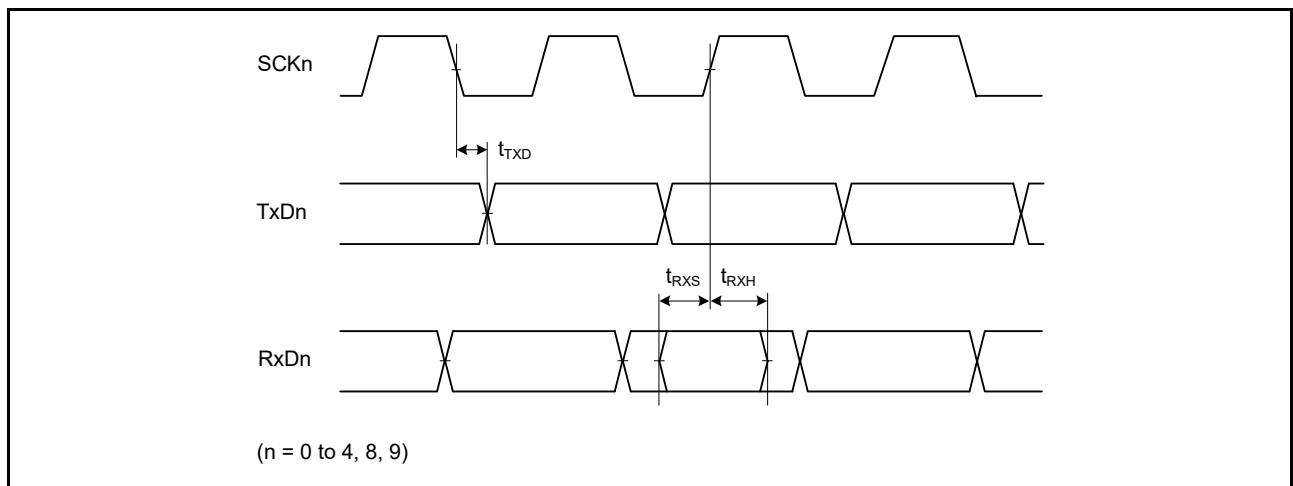 SCKn
tTXD
TxDn
tRXS tRXH
RxDn
(n = 0 to 4, 8, 9)